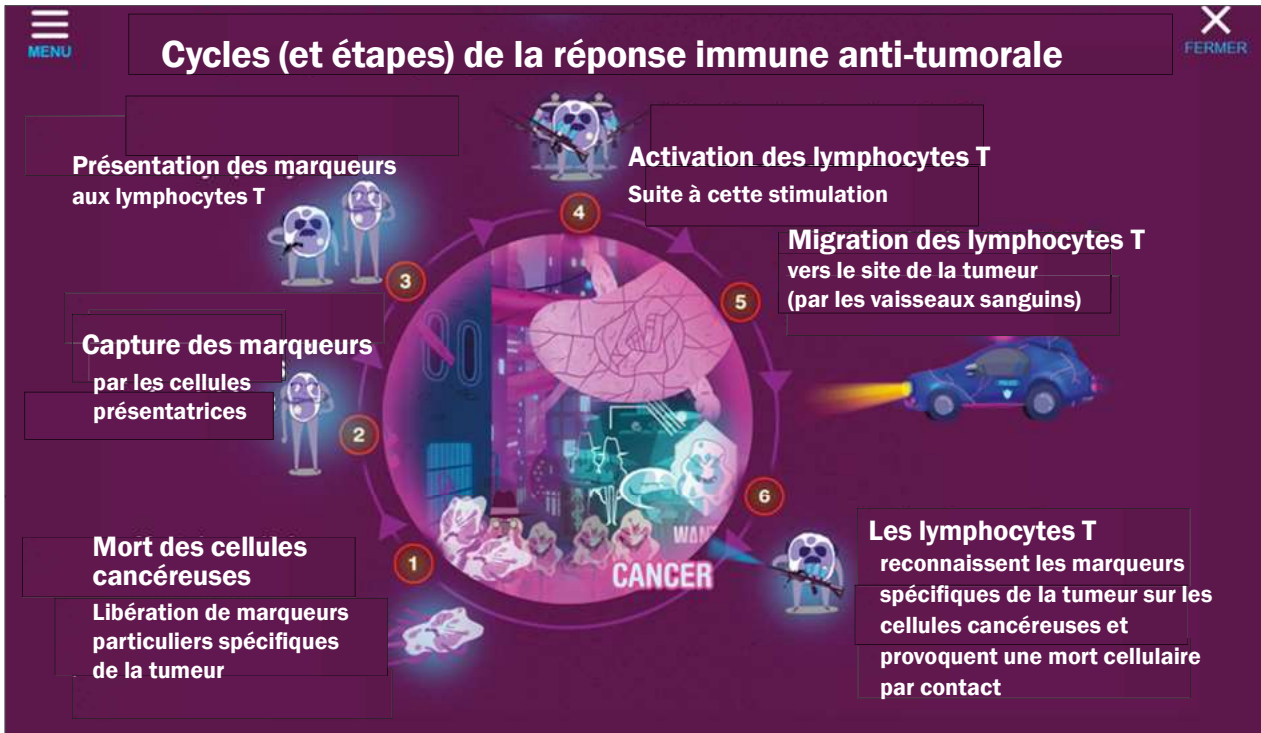 MENU
FERMER
Cycles (et étapes) de la réponse immune anti-tumorale
Présentation des marqueurs
aux lymphocytes T
Activation des lymphocytes T
Suite à cette stimulation
Migration des lymphocytes T
vers le site de la tumeur
(par les vaisseaux sanguins)
Capture des marqueurs
par les cellules
présentatrices
Mort des cellules
cancéreuses
Libération de marqueurs
particuliers spécifiques
de la tumeur
Les lymphocytes T
reconnaissent les marqueurs
spécifiques de la tumeur sur les
cellules cancéreuses et
provoquent une mort cellulaire
par contact
4
3
5
2
6
1
WANT
CANCER